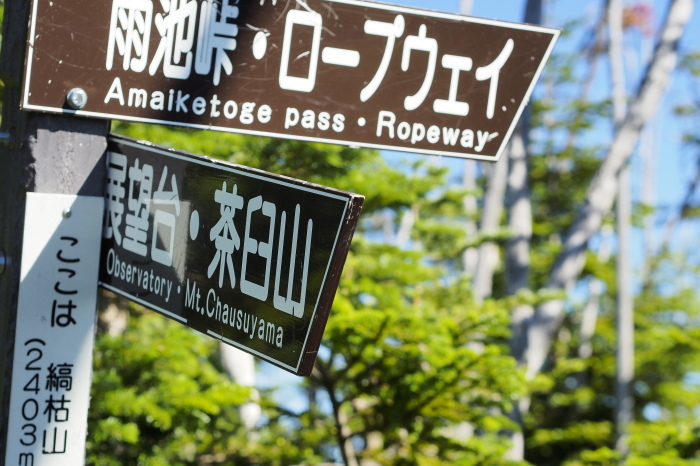 雨池峠・ロープウェイ
Amaiketoge pass・Ropeway
展望台・茶臼山
Observatory・Mt.Chausuyama
ここは
縞枯山
(2403m